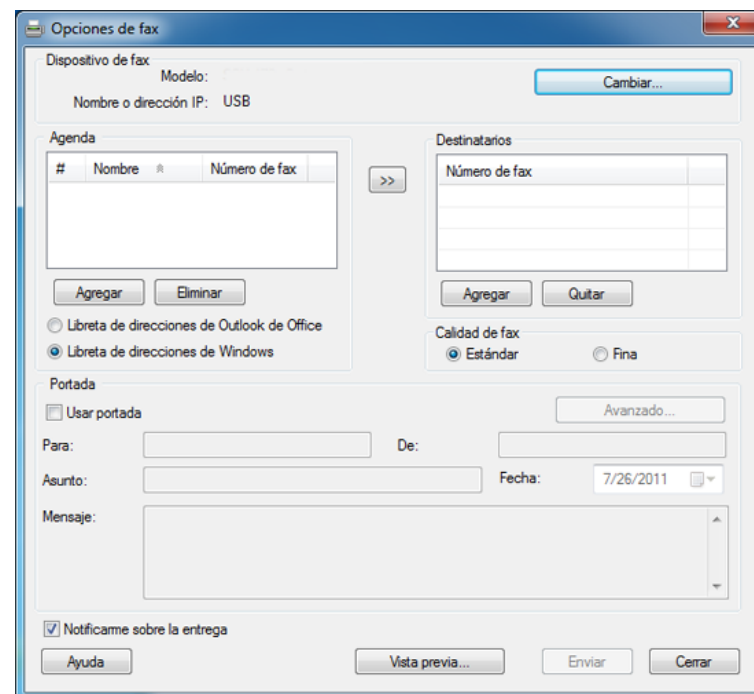 Opciones de fax
Dispositivo de fax
Modelo:
Cambiar...
Nombre o dirección IP: USB
Agenda
Destinatarios
# Nombre Número de fax
>>
Número de fax
Agregar Eliminar
Agregar Quitar
Libreta de direcciones de Outlook de Office
Libreta de direcciones de Windows
Calidad de fax
Estándar Fina
Portada
Usar portada
Avanzado...
Para: De:
Asunto: Fecha: 7/26/2011
Mensaje:
Notificarme sobre la entrega
Ayuda Vista previa... Enviar Cerrar